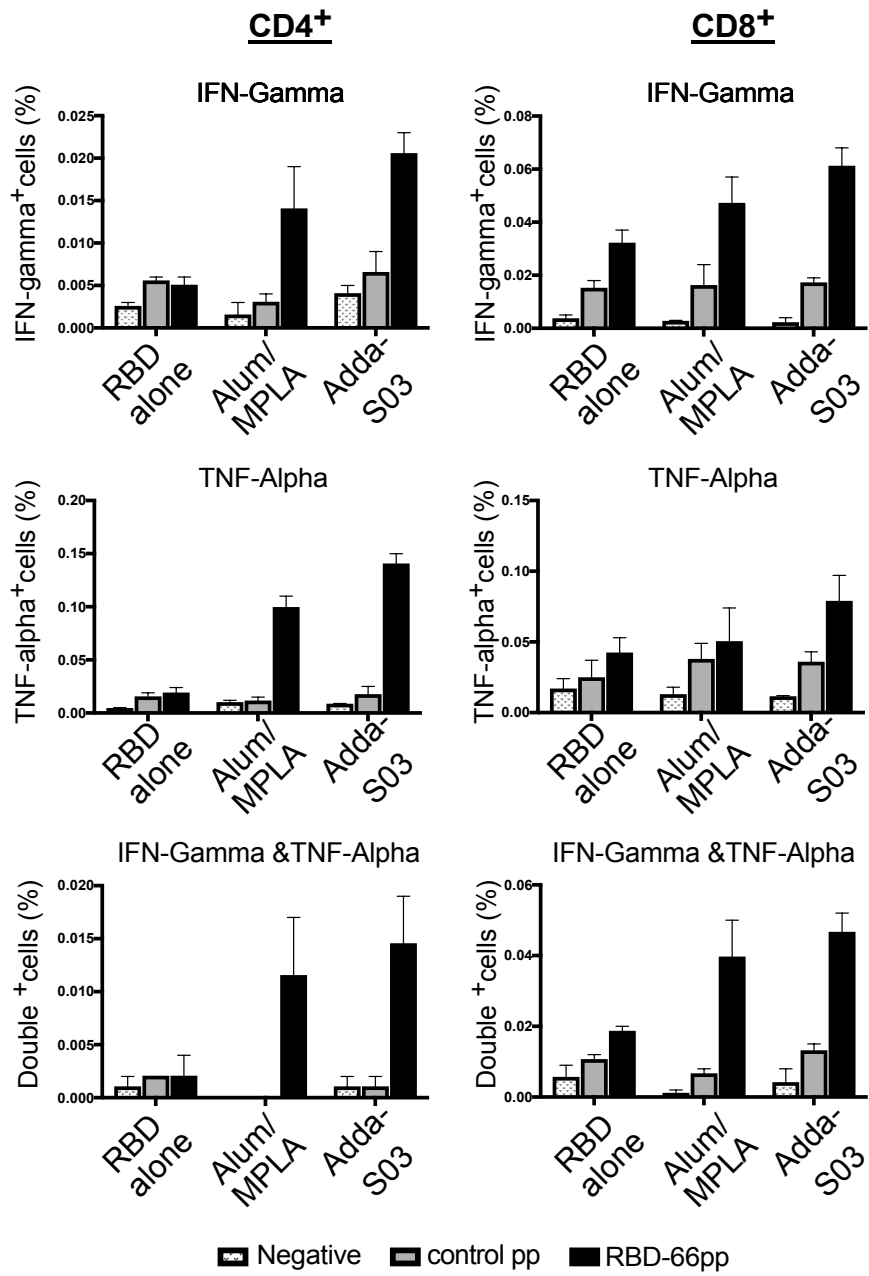 CD4+
CD8+
IFN-Gamma
IFN-Gamma
IFN-gamma+cells (%)
0.025
0.020
0.015
0.010
0.005
0.000
RBD alone
Alum/ MPLA
Adda- S03
IFN-gamma+cells (%)
0.08
0.06
0.04
0.02
0.00
RBD alone
Alum/ MPLA
Adda- S03
TNF-Alpha
TNF-Alpha
TNF-alpha+cells (%)
0.20
0.15
0.10
0.05
0.00
RBD alone
Alum/ MPLA
Adda- S03
TNF-alpha+cells (%)
0.15
0.10
0.05
0.00
RBD alone
Alum/ MPLA
Adda- S03
IFN-Gamma &TNF-Alpha
IFN-Gamma &TNF-Alpha
Double +cells (%)
0.020
0.015
0.010
0.005
0.000
RBD alone
Alum/ MPLA
Adda- S03
Double +cells (%)
0.06
0.04
0.02
0.00
RBD alone
Alum/ MPLA
Adda- S03
Negative control pp RBD-66pp